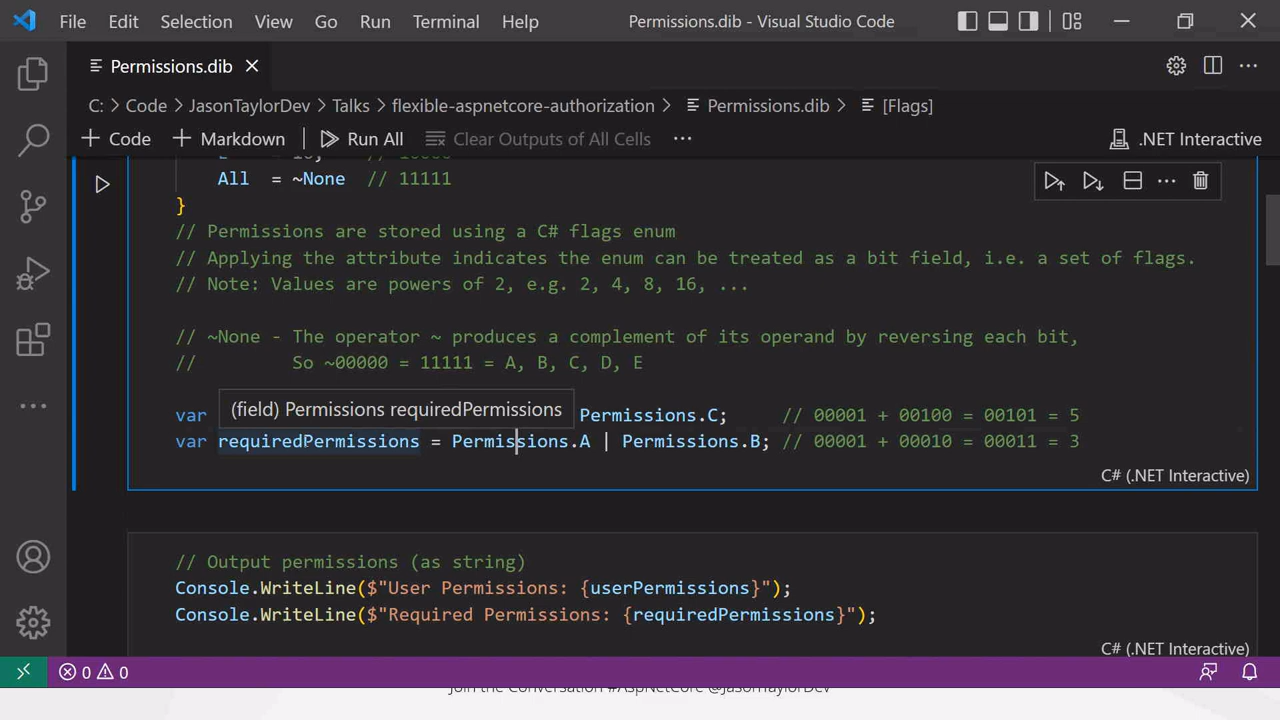 File Edit Selection View Go Run Terminal Help Permissions.dib - Visual Studio Code
Permissions.dib
C: > Code > JasonTaylorDev > Talks > flexible-aspnetcore-authorization > Permissions.dib > [Flags]
+ Code + Markdown Run All Clear Outputs of All Cells ... .NET Interactive
All = ~None // 11111
}
// Permissions are stored using a C# flags enum
// Applying the attribute indicates the enum can be treated as a bit field, i.e. a set of flags.
// Note: Values are powers of 2, e.g. 2, 4, 8, 16, ...
// ~None - The operator ~ produces a complement of its operand by reversing each bit,
// So ~00000 = 11111 = A, B, C, D, E
(field) Permissions requiredPermissions
var Permissions.C; // 00001 + 00100 = 00101 = 5
var requiredPermissions = Permissions.A | Permissions.B; // 00001 + 00010 = 00011 = 3
C# (.NET Interactive)
// Output permissions (as string)
Console.WriteLine($"User Permissions: {userPermissions}");
Console.WriteLine($"Required Permissions: {requiredPermissions}");
C# (.NET Interactive)
0 0
Join the Conversation #AspNetCore @JasonTaylorDev